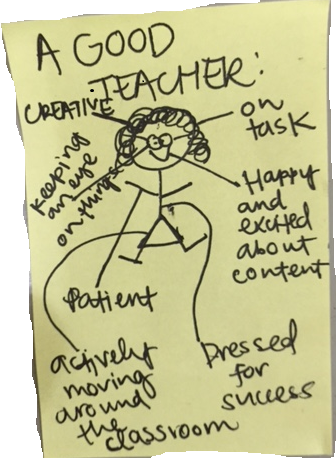 A GOOD
TEACHER:
CREATIVE
on
task
keeping
an eye
on things
Happy
and
excited
about
content
Patient
actively
moving
around
the
classroom
Dressed
for
success